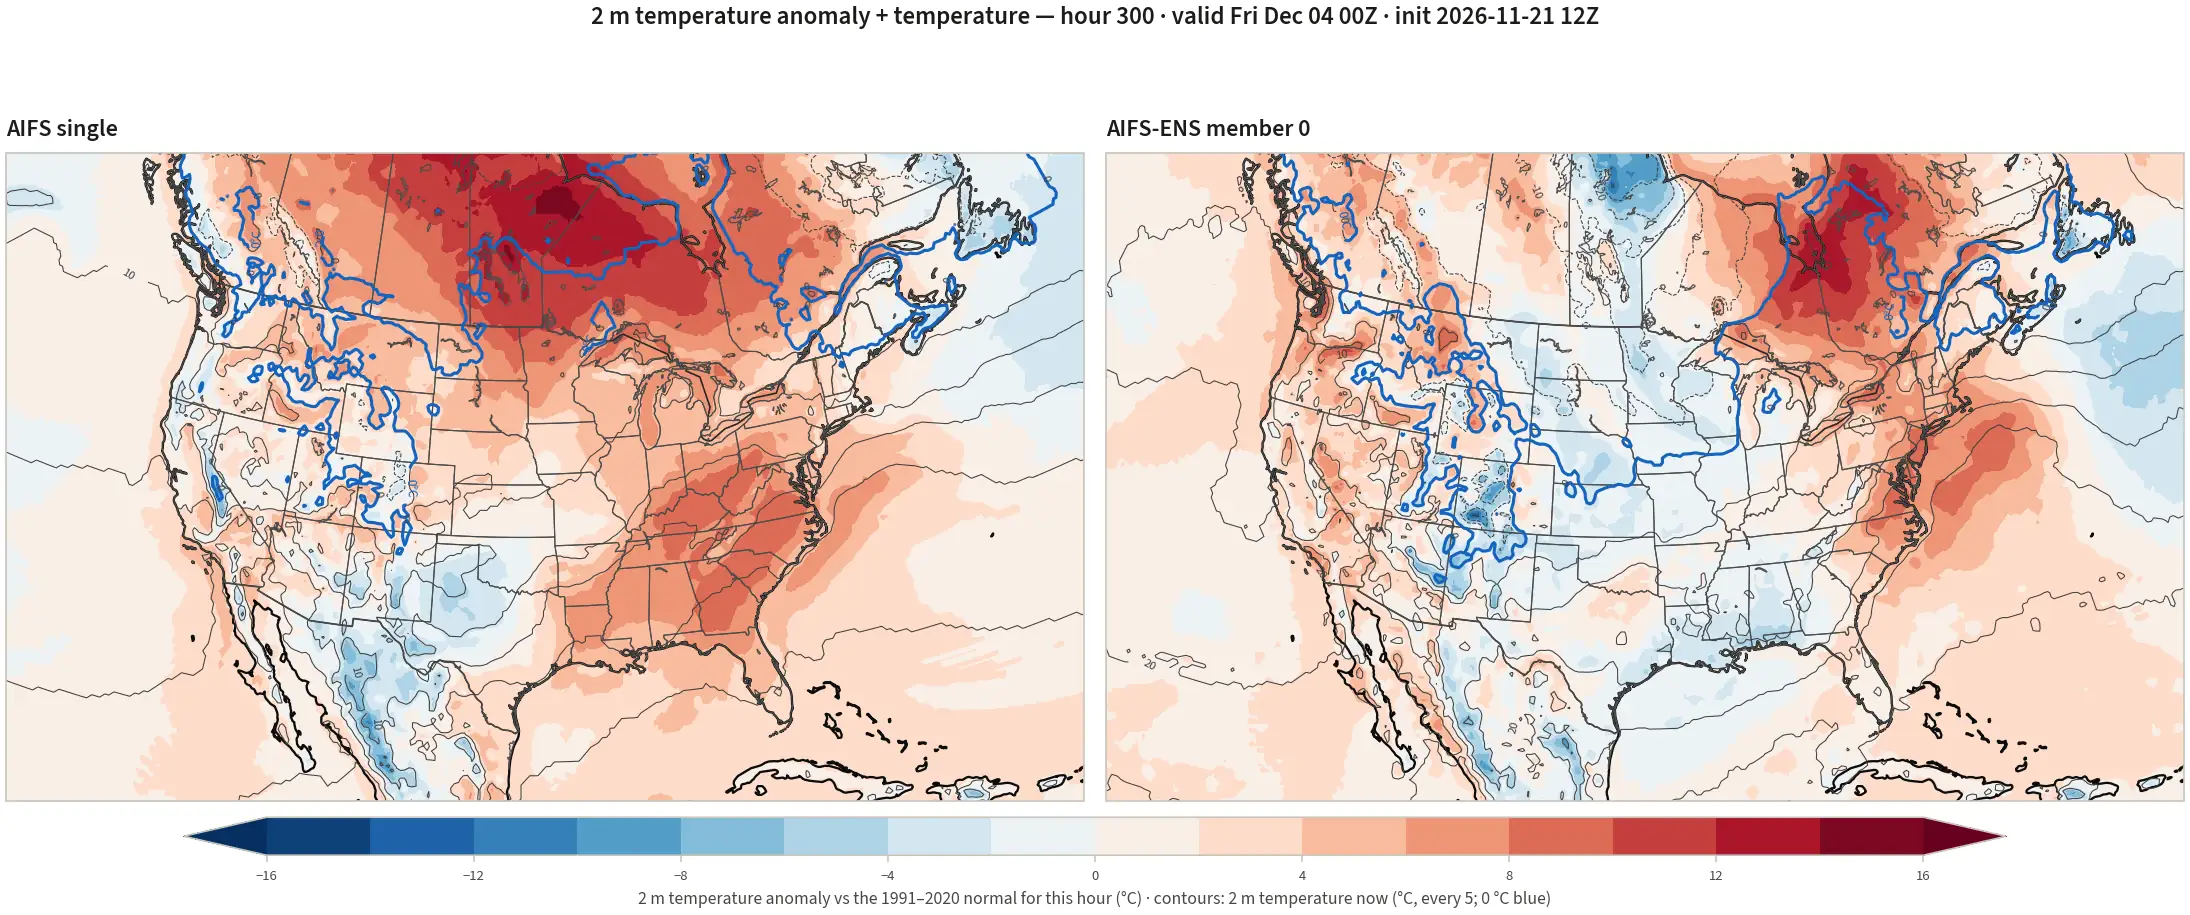 2 m temperature anomaly + temperature — hour 300 · valid Fri Dec 04 00Z · init 2026-11-21 12Z
AIFS single
AIFS-ENS member 0
10
−16 −12 −8 −4 0 4 8 12 16
2 m temperature anomaly vs the 1991–2020 normal for this hour (°C) · contours: 2 m temperature now (°C, every 5; 0 °C blue)